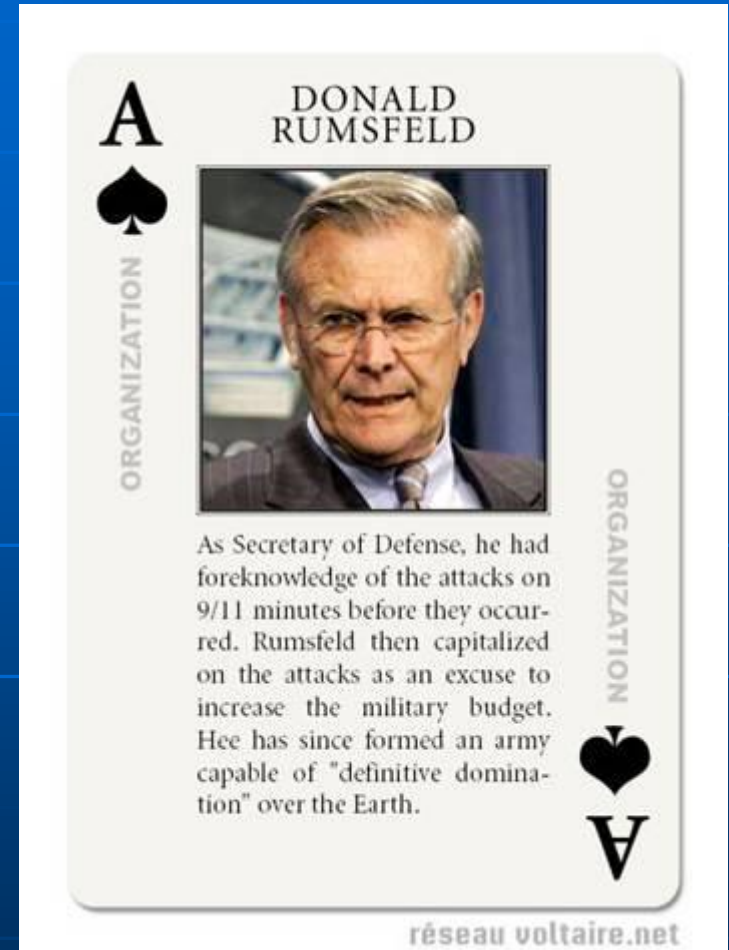 A
DONALD
RUMSFELD
ORGANIZATION
As Secretary of Defense, he had
foreknowledge of the attacks on
9/11 minutes before they occur-
red. Rumsfeld then capitalized
on the attacks as an excuse to
increase the military budget.
Hee has since formed an army
capable of "definitive domina-
tion" over the Earth.
ORGANIZATION
A
réseau voltaire.net